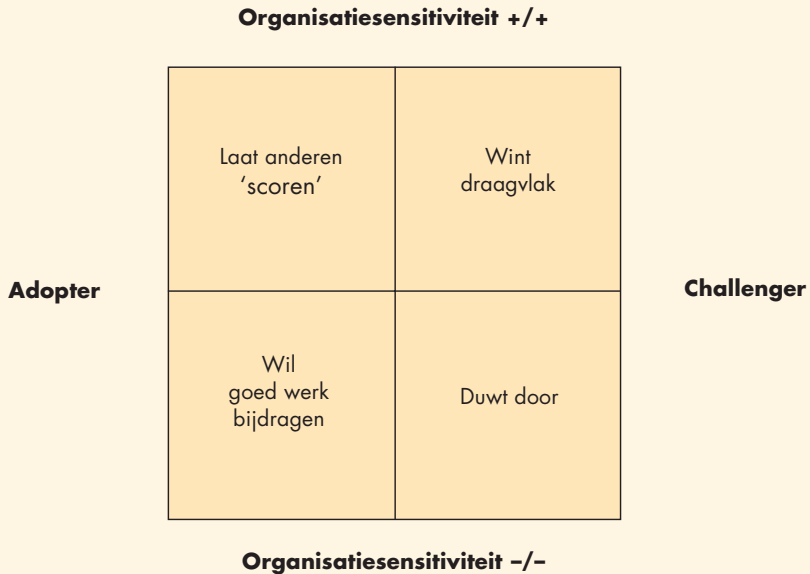 Organisatiesensitiviteit +/+
Laat anderen
‘scoren’
Wint
draagvlak
Adopter
Challenger
Wil
goed werk
bijdragen
Duwt door
Organisatiesensitiviteit –/–